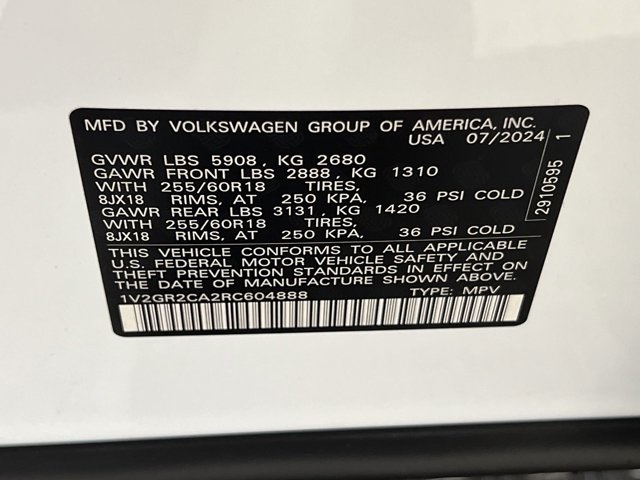 MFD BY VOLKSWAGEN GROUP OF AMERICA, INC.
USA 07/2024
GVWR LBS 5908, KG 2680
GAWR FRONT LBS 2888, KG 1310
WITH 255/60R18 TIRES,
8JX18 RIMS, AT 250 KPA, 36 PSI COLD
GAWR REAR LBS 3131, KG 1420
WITH 255/60R18 TIRES,
8JX18 RIMS, AT 250 KPA, 36 PSI COLD
THIS VEHICLE CONFORMS TO ALL APPLICABLE
U.S. FEDERAL MOTOR VEHICLE SAFETY AND
THEFT PREVENTION STANDARDS IN EFFECT ON
THE DATE OF MANUFACTURE SHOWN ABOVE.
1V2GR2CA2RC604888 TYPE: MPV
2910595 1